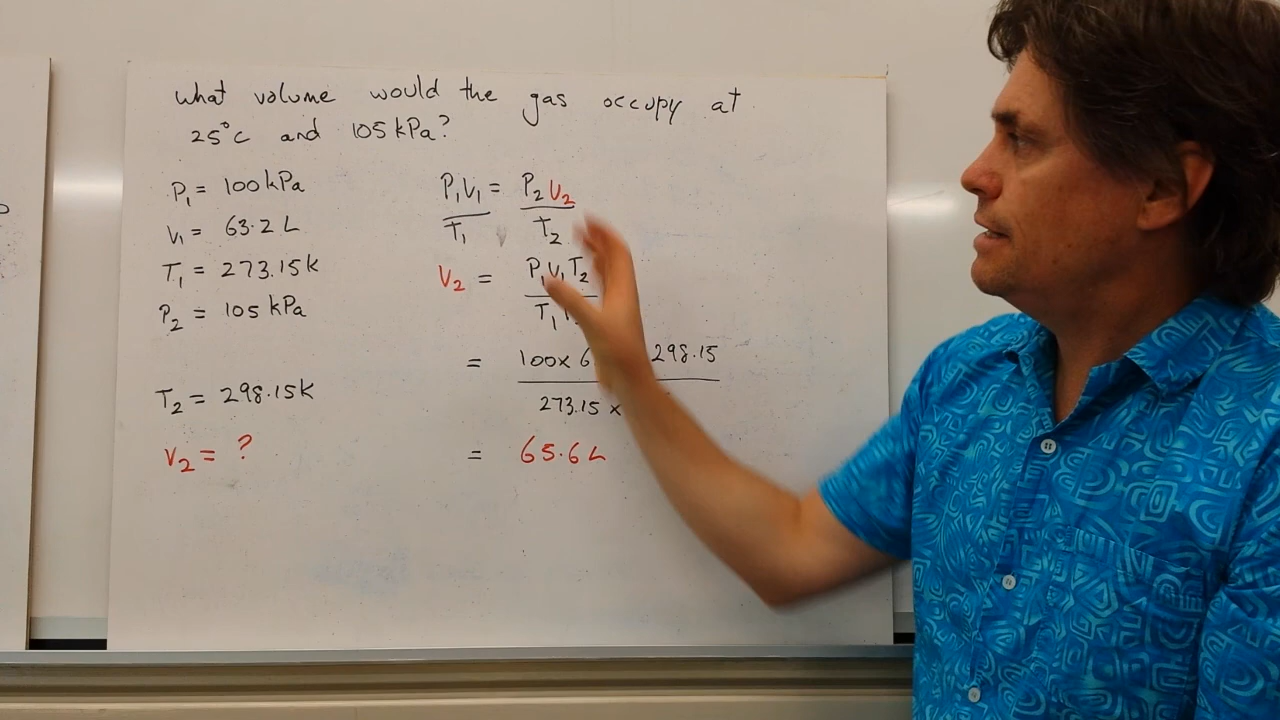 what volume would the gas occupy at
25°C and 105 kPa?
P₁ = 100 kPa
V₁ = 63.2 L
T₁ = 273.15 K
P₂ = 105 kPa
T₂ = 298.15 K
V₂ = ?
P₁V₁ / T₁ = P₂V₂ / T₂
V₂ = P₁V₁T₂ / T₁
= 100 x 6 298.15 / 273.15 x
= 65.6 L